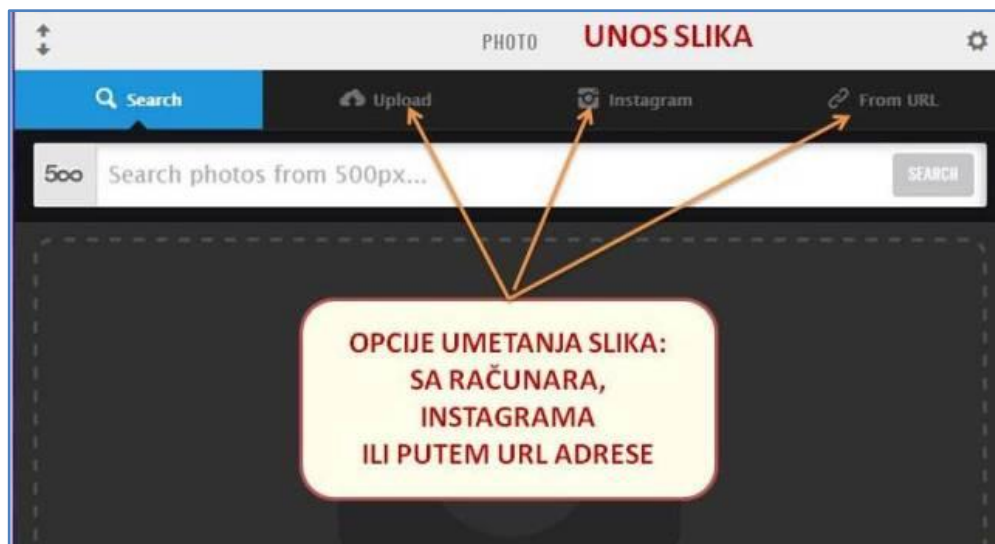 PHOTO UNOS SLIKA
Search Upload Instagram From URL
500 Search photos from 500px... SEARCH
OPCIJE UMETANJA SLIKA:
SA RAČUNARA,
INSTAGRAMA
ILI PUTEM URL ADRESE